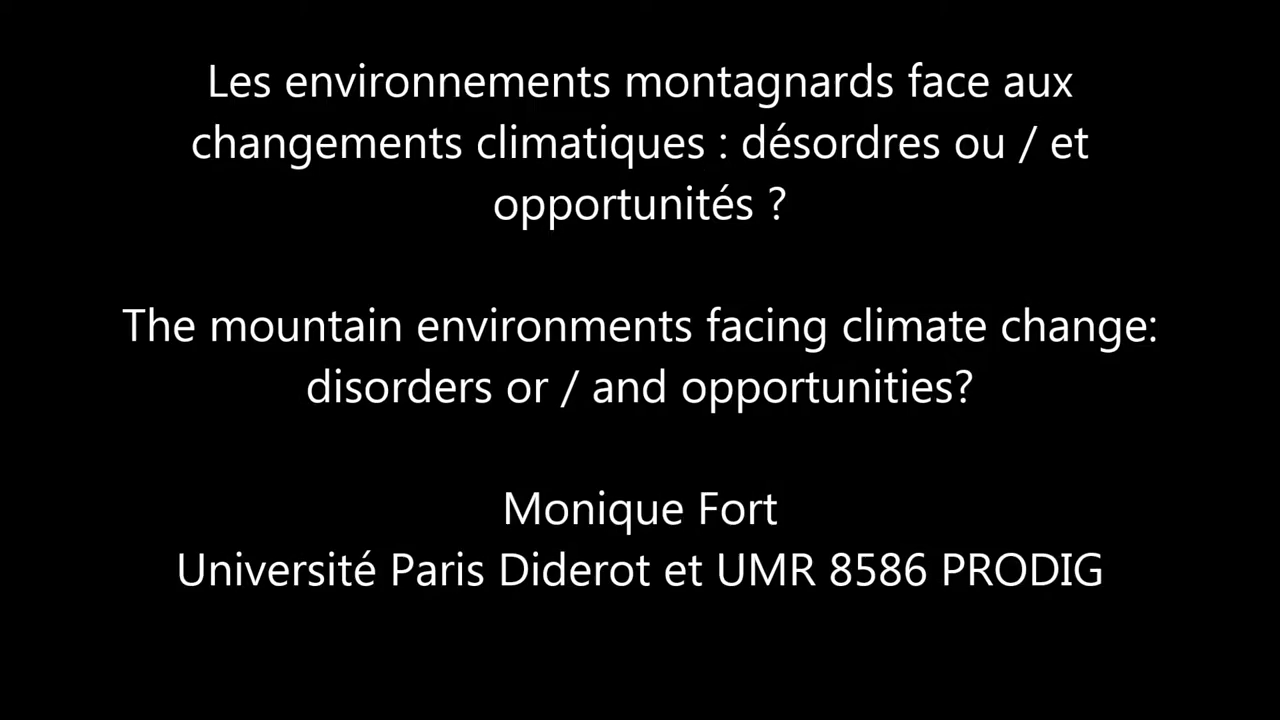 Les environnements montagnards face aux
changements climatiques : désordres ou / et
opportunités ?
The mountain environments facing climate change:
disorders or / and opportunities?
Monique Fort
Université Paris Diderot et UMR 8586 PRODIG